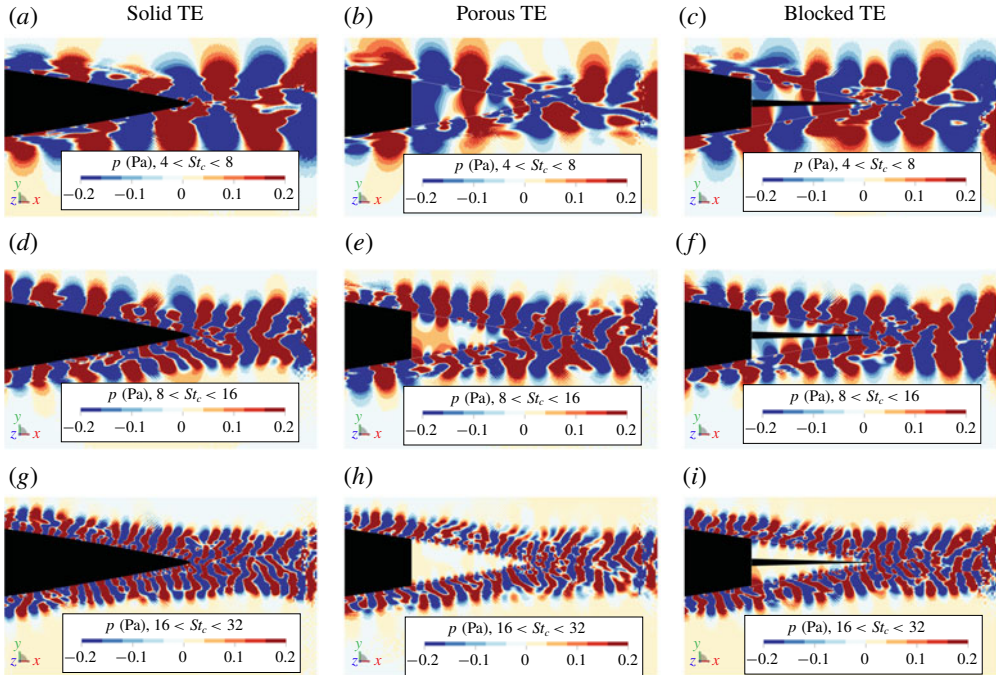 (a) Solid TE (b) Porous TE (c) Blocked TE
p (Pa), 4 < St_c < 8
−0.2 −0.1 0 0.1 0.2
y
z x
p (Pa), 4 < St_c < 8
−0.2 −0.1 0 0.1 0.2
y
z x
p (Pa), 4 < St_c < 8
−0.2 −0.1 0 0.1 0.2
y
z x
(d) (e) (f)
p (Pa), 8 < St_c < 16
−0.2 −0.1 0 0.1 0.2
y
z x
p (Pa), 8 < St_c < 16
−0.2 −0.1 0 0.1 0.2
y
z x
p (Pa), 8 < St_c < 16
−0.2 −0.1 0 0.1 0.2
y
z x
(g) (h) (i)
p (Pa), 16 < St_c < 32
−0.2 −0.1 0 0.1 0.2
y
z x
p (Pa), 16 < St_c < 32
−0.2 −0.1 0 0.1 0.2
y
z x
p (Pa), 16 < St_c < 32
−0.2 −0.1 0 0.1 0.2
y
z x